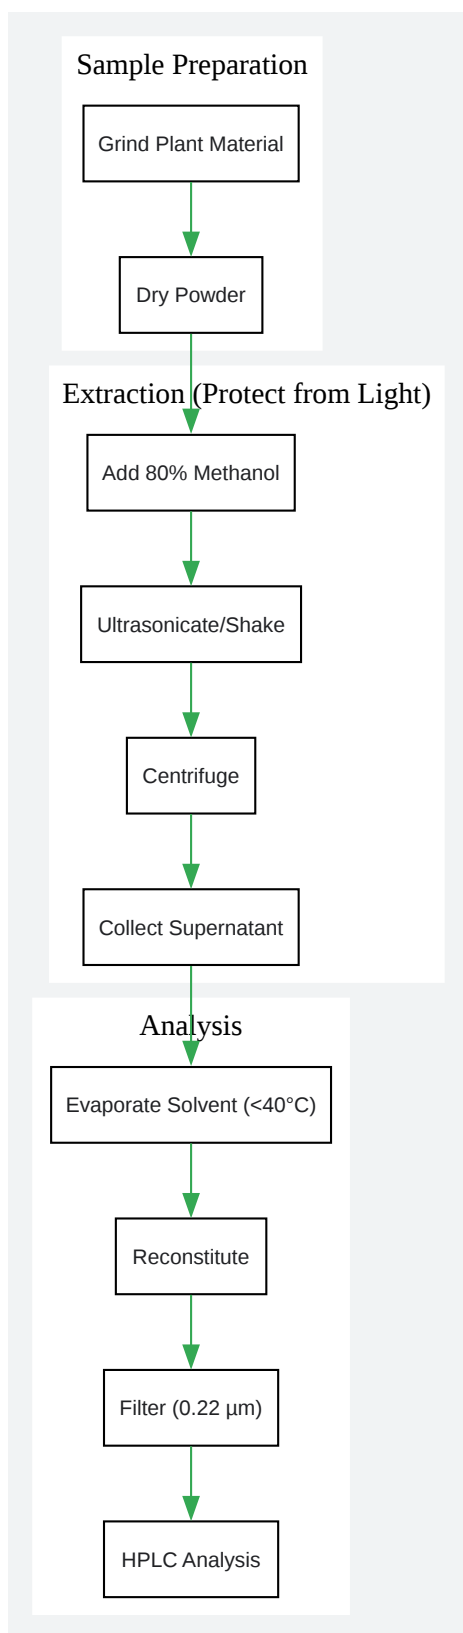 Sample Preparation
Grind Plant Material
Dry Powder
Extraction (Protect from Light)
Add 80% Methanol
Ultrasonicate/Shake
Centrifuge
Collect Supernatant
Analysis
Evaporate Solvent (<40°C)
Reconstitute
Filter (0.22 µm)
HPLC Analysis